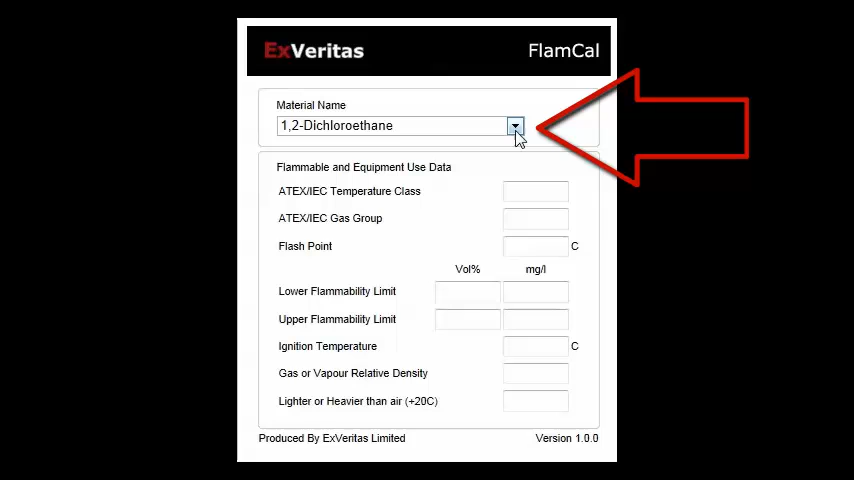 ExVeritas FlamCal
Material Name
1,2-Dichloroethane
Flammable and Equipment Use Data
ATEX/IEC Temperature Class
ATEX/IEC Gas Group
Flash Point C
Vol% mg/l
Lower Flammability Limit
Upper Flammability Limit
Ignition Temperature C
Gas or Vapour Relative Density
Lighter or Heavier than air (+20C)
Produced By ExVeritas Limited Version 1.0.0